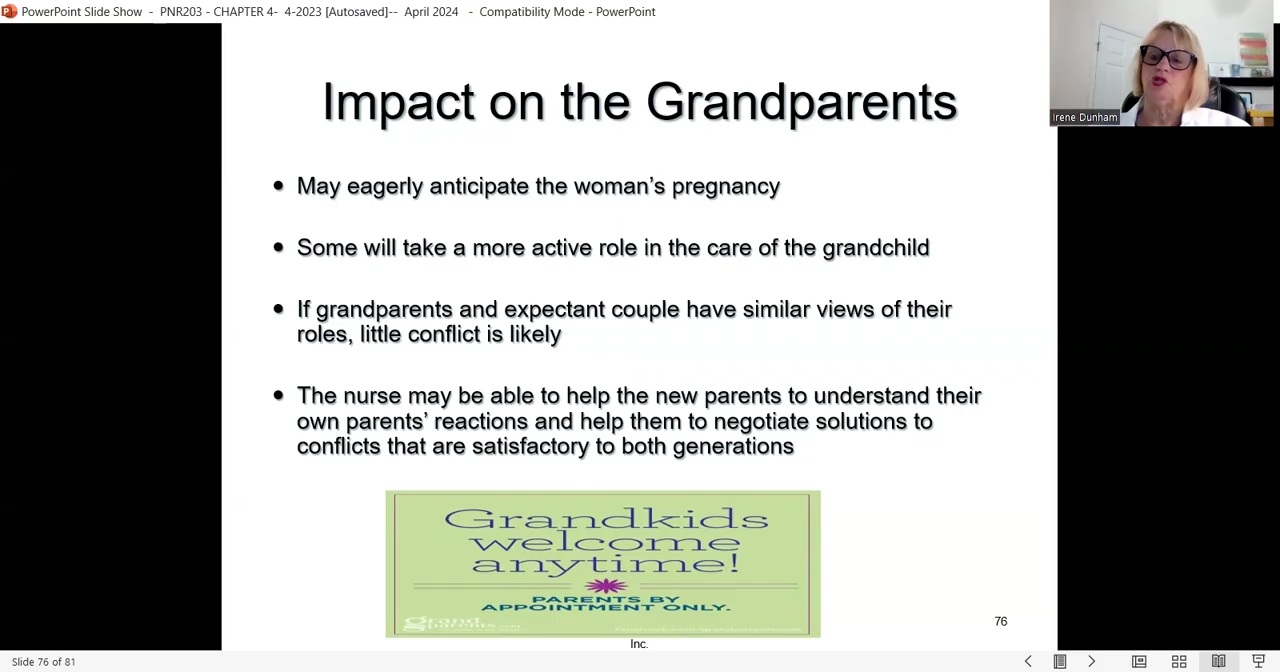 PowerPoint Slide Show - PNR203 - CHAPTER 4- 4-2023 [Autosaved]-- April 2024 - Compatibility Mode - PowerPoint
Irene Dunham
Impact on the Grandparents
• May eagerly anticipate the woman’s pregnancy
• Some will take a more active role in the care of the grandchild
• If grandparents and expectant couple have similar views of their
roles, little conflict is likely
• The nurse may be able to help the new parents to understand their
own parents’ reactions and help them to negotiate solutions to
conflicts that are satisfactory to both generations
Grandkids
welcome
anytime!
PARENTS BY
APPOINTMENT ONLY.
grand
parents.com
76
Inc.
Slide 76 of 81